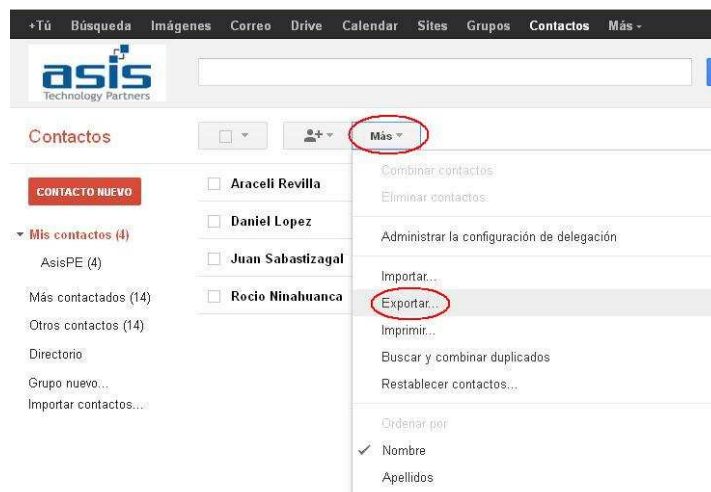 +Tú Búsqueda Imágenes Correo Drive Calendar Sites Grupos Contactos Más
asis
Technology Partners
Contactos
Más
CONTACTO NUEVO
Mis contactos (4)
AsisPE (4)
Más contactados (14)
Otros contactos (14)
Directorio
Grupo nuevo...
Importar contactos...
Araceli Revilla
Daniel Lopez
Juan Sabastizagal
Rocio Ninahuanca
Combinar contactos
Eliminar contactos
Administrar la configuración de delegación
Importar...
Exportar...
Imprimir...
Buscar y combinar duplicados
Restablecer contactos...
Ordenar por
Nombre
Apellidos